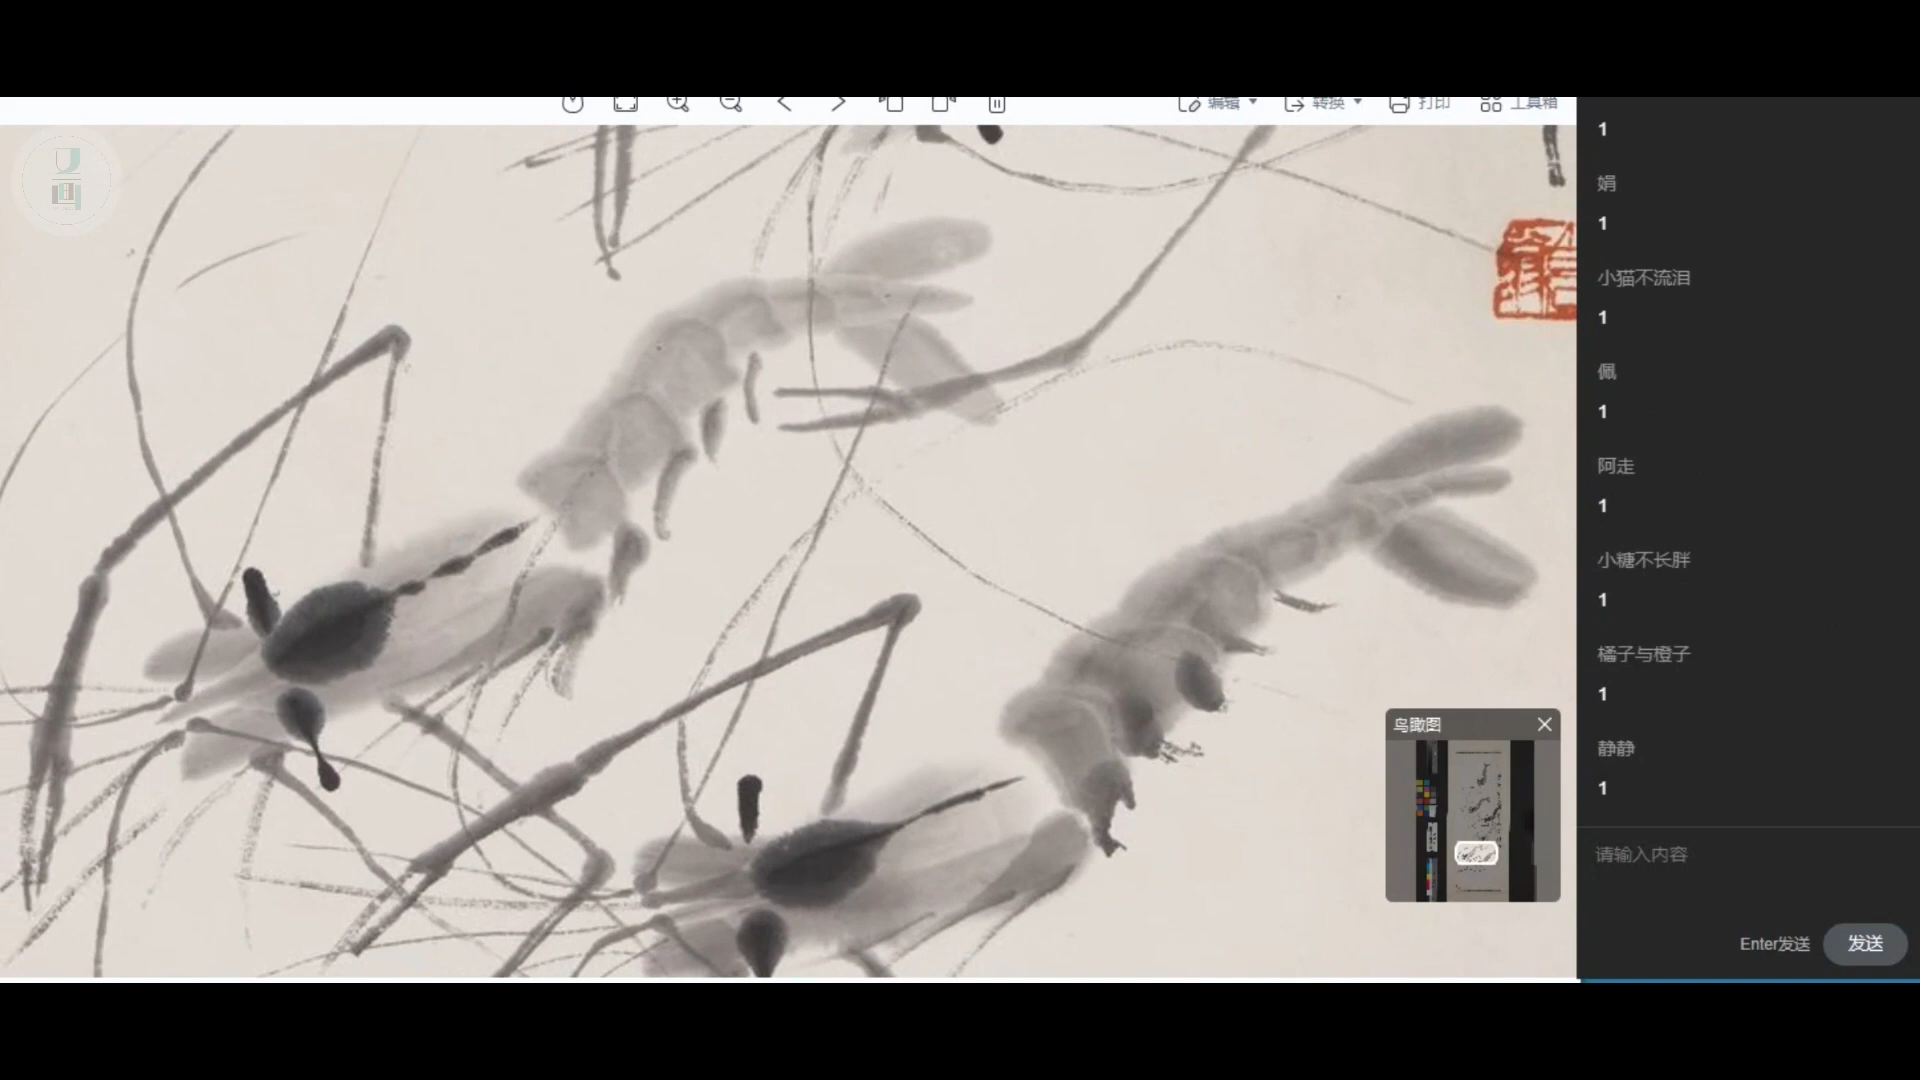 编辑 转换 打印 工具箱
1
娟
1
小猫不流泪
1
佩
1
阿走
1
小糖不长胖
1
橘子与橙子
1
静静
1
鸟瞰图
请输入内容
Enter发送 发送